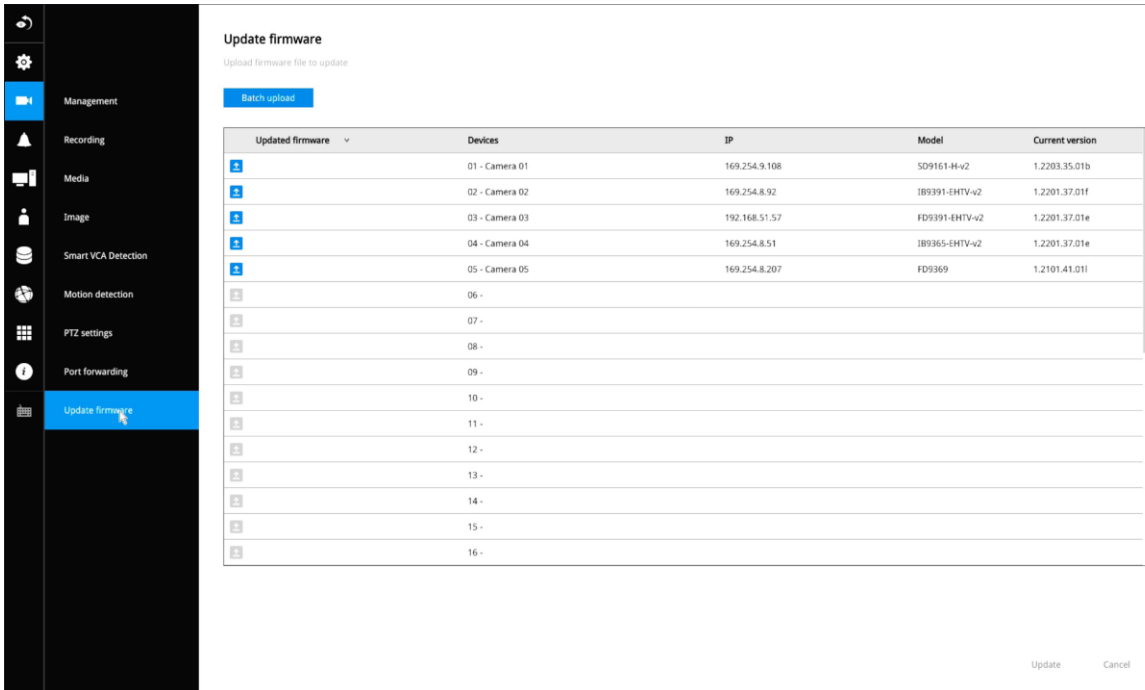 Update firmware
Upload firmware file to update
Batch upload
Management
Recording
Media
Image
Smart VCA Detection
Motion detection
PTZ settings
Port forwarding
Update firmware
Updated firmware Devices IP Model Current version
01 - Camera 01 169.254.9.108 SD9161-H-v2 1.2203.35.01b
02 - Camera 02 169.254.8.92 IB9391-EHTV-v2 1.2201.37.01f
03 - Camera 03 192.168.51.57 FD9391-EHTV-v2 1.2201.37.01e
04 - Camera 04 169.254.8.51 IB9365-EHTV-v2 1.2201.37.01e
05 - Camera 05 169.254.8.207 FD9369 1.2101.41.01l
06 -
07 -
08 -
09 -
10 -
11 -
12 -
13 -
14 -
15 -
16 -
Update Cancel